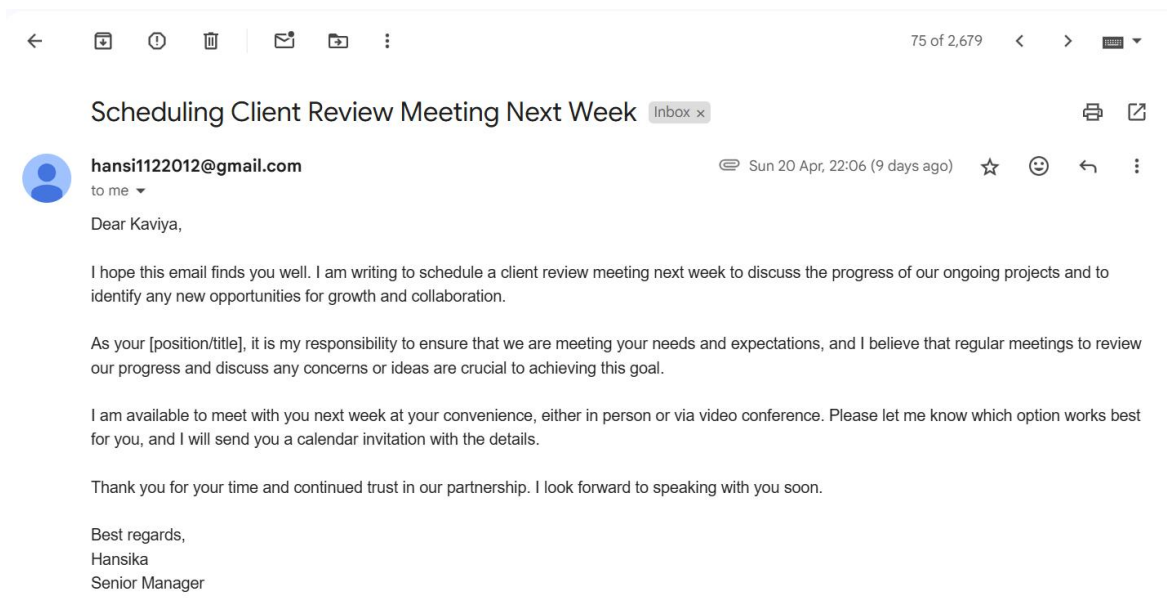 75 of 2,679
Scheduling Client Review Meeting Next Week Inbox x
hansi1122012@gmail.com Sun 20 Apr, 22:06 (9 days ago)
to me
Dear Kaviya,
I hope this email finds you well. I am writing to schedule a client review meeting next week to discuss the progress of our ongoing projects and to
identify any new opportunities for growth and collaboration.
As your [position/title], it is my responsibility to ensure that we are meeting your needs and expectations, and I believe that regular meetings to review
our progress and discuss any concerns or ideas are crucial to achieving this goal.
I am available to meet with you next week at your convenience, either in person or via video conference. Please let me know which option works best
for you, and I will send you a calendar invitation with the details.
Thank you for your time and continued trust in our partnership. I look forward to speaking with you soon.
Best regards,
Hansika
Senior Manager